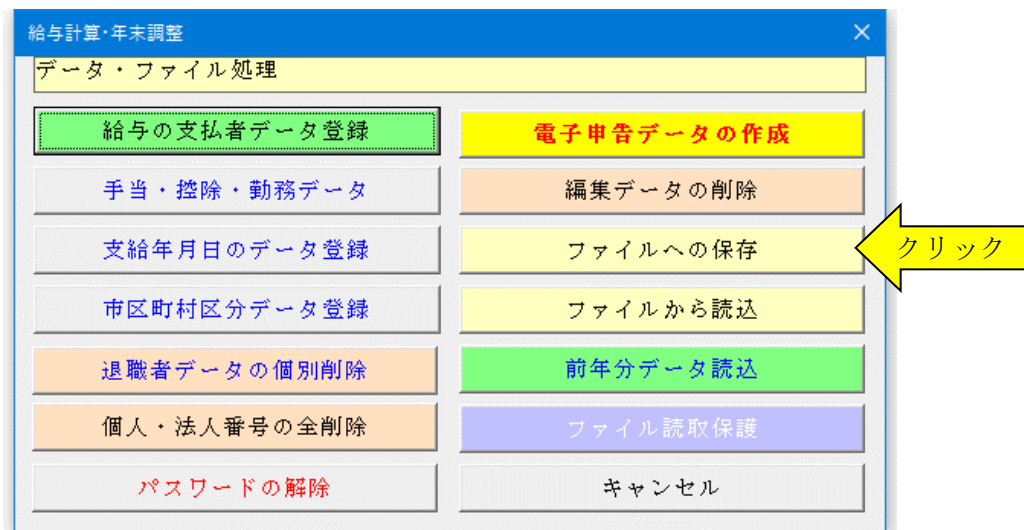 給与計算・年末調整
データ・ファイル処理
給与の支払者データ登録
電子申告データの作成
手当・控除・勤務データ
編集データの削除
支給年月日のデータ登録
ファイルへの保存
クリック
市区町村区分データ登録
ファイルから読込
退職者データの個別削除
前年分データ読込
個人・法人番号の全削除
ファイル読取保護
パスワードの解除
キャンセル